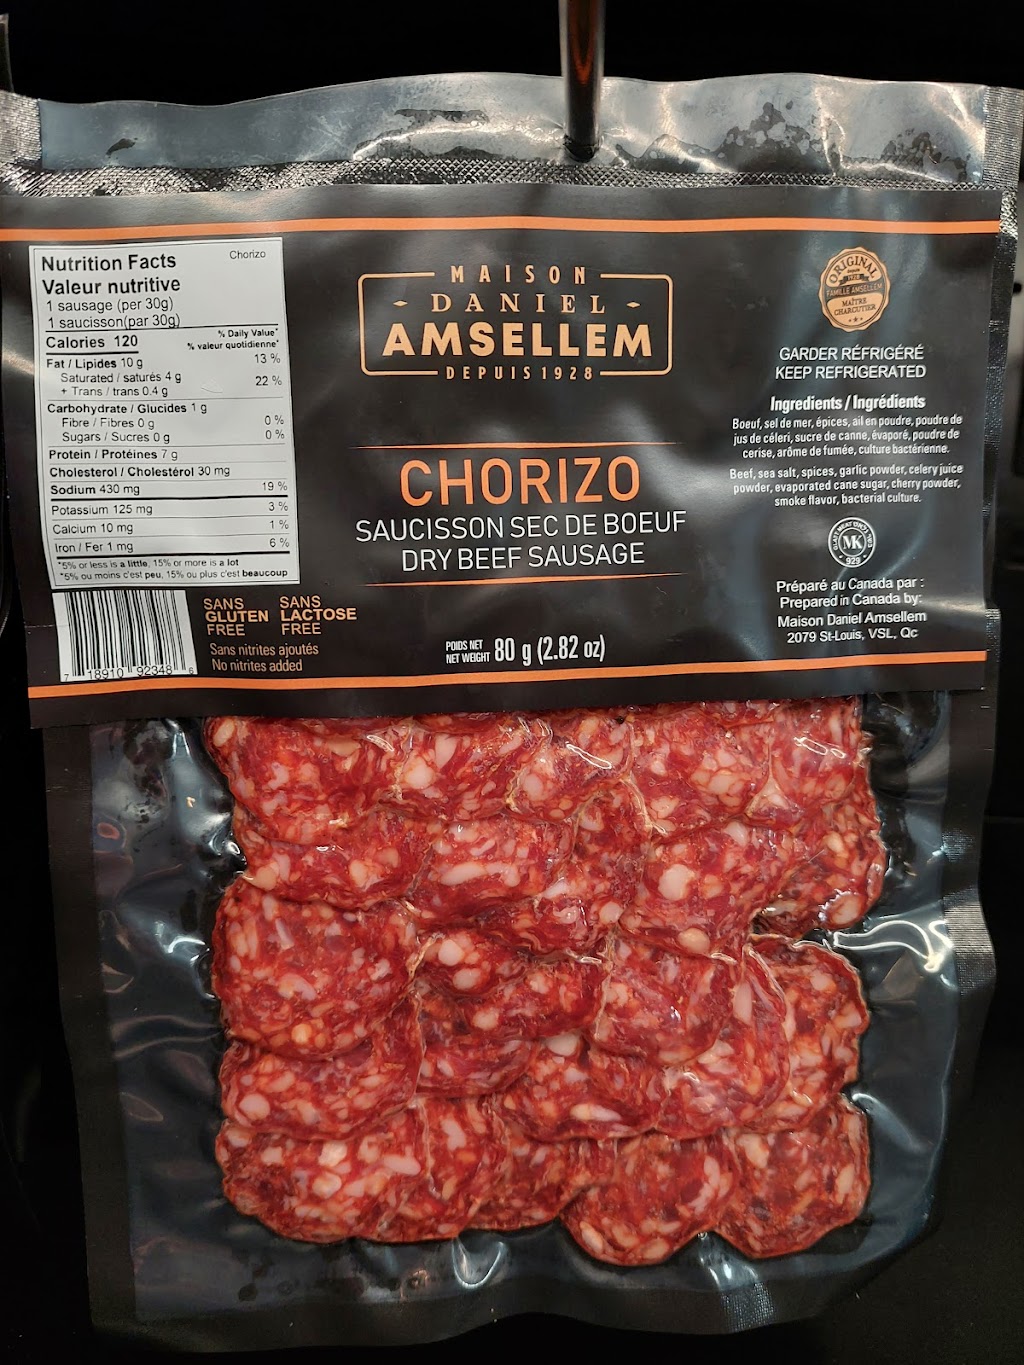 Nutrition Facts Chorizo
Valeur nutritive
1 sausage (per 30g)
1 saucisson(par 30g)
Calories 120
% Daily Value*
% valeur quotidienne*
Fat / Lipides 10 g 13 %
Saturated / saturés 4 g 22 %
+ Trans / trans 0.4 g
Carbohydrate / Glucides 1 g
Fibre / Fibres 0 g 0 %
Sugars / Sucres 0 g 0 %
Protein / Protéines 7 g
Cholesterol / Cholestérol 30 mg
Sodium 430 mg 19 %
Potassium 125 mg 3 %
Calcium 10 mg 1 %
Iron / Fer 1 mg 6 %
*5% or less is a little, 15% or more is a lot
*5% ou moins c'est peu, 15% ou plus c'est beaucoup
7 18910 92348 6
SANS GLUTEN FREE
SANS LACTOSE FREE
Sans nitrites ajoutés
No nitrites added
MAISON
DANIEL
AMSELLEM
DEPUIS 1928
CHORIZO
SAUCISSON SEC DE BOEUF
DRY BEEF SAUSAGE
POIDS NET
NET WEIGHT 80 g (2.82 oz)
ORIGINAL
1928
FAMILLE AMSELLEM
MAÎTRE
CHARCUTIER
GARDER RÉFRIGÉRÉ
KEEP REFRIGERATED
Ingredients / Ingrédients
Boeuf, sel de mer, épices, ail en poudre, poudre de
jus de céleri, sucre de canne, évaporé, poudre de
cerise, arôme de fumée, culture bactérienne.
Beef, sea salt, spices, garlic powder, celery juice
powder, evaporated cane sugar, cherry powder,
smoke flavor, bacterial culture.
MK
929
Préparé au Canada par :
Prepared in Canada by:
Maison Daniel Amsellem
2079 St-Louis, VSL, Qc